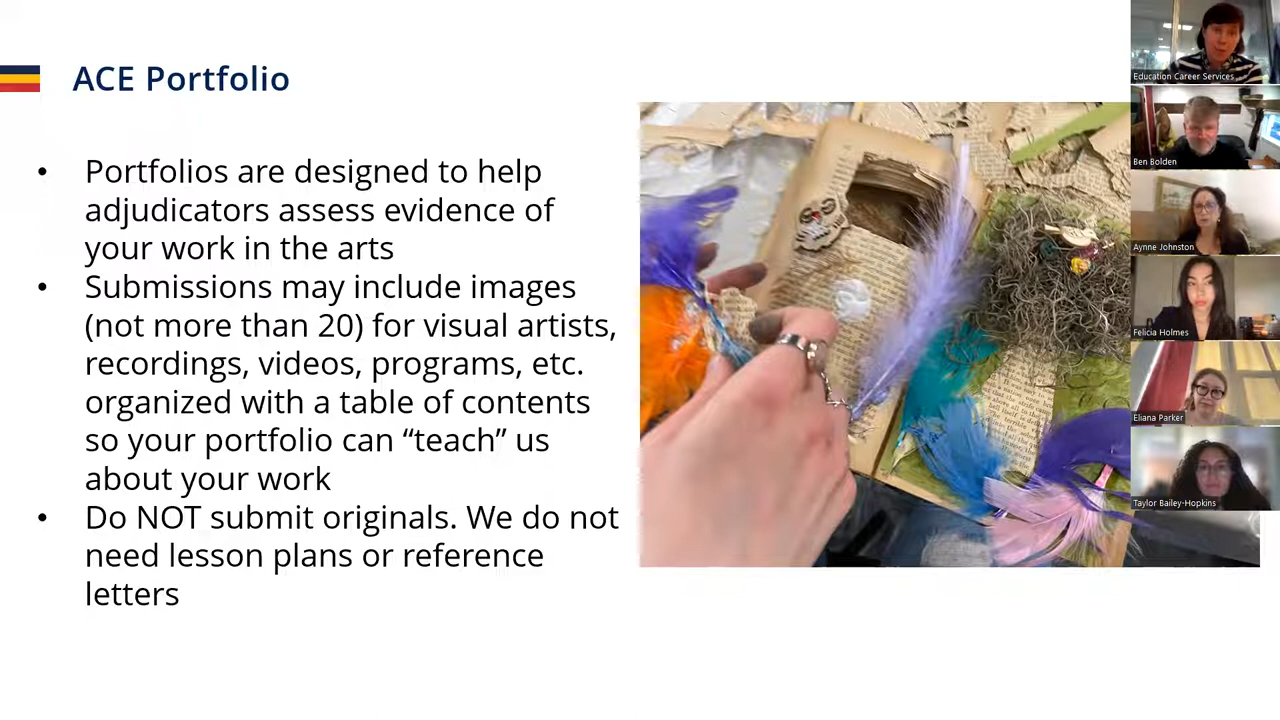 ACE Portfolio
• Portfolios are designed to help
adjudicators assess evidence of
your work in the arts
• Submissions may include images
(not more than 20) for visual artists,
recordings, videos, programs, etc.
organized with a table of contents
so your portfolio can “teach” us
about your work
• Do NOT submit originals. We do not
need lesson plans or reference
letters
Education Career Services
Ben Bolden
Aynne Johnston
Felicia Holmes
Eliana Parker
Taylor Bailey-Hopkins